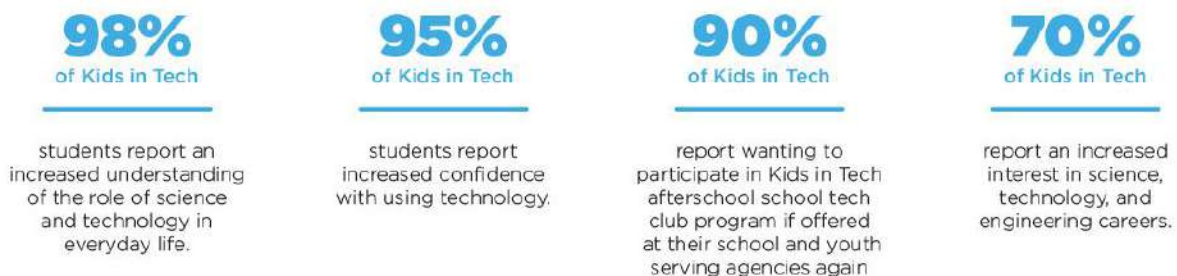 98%
of Kids in Tech
students report an
increased understanding
of the role of science
and technology in
everyday life.
95%
of Kids in Tech
students report
increased confidence
with using technology.
90%
of Kids in Tech
report wanting to
participate in Kids in Tech
afterschool school tech
club program if offered
at their school and youth
serving agencies again
70%
of Kids in Tech
report an increased
interest in science,
technology, and
engineering careers.